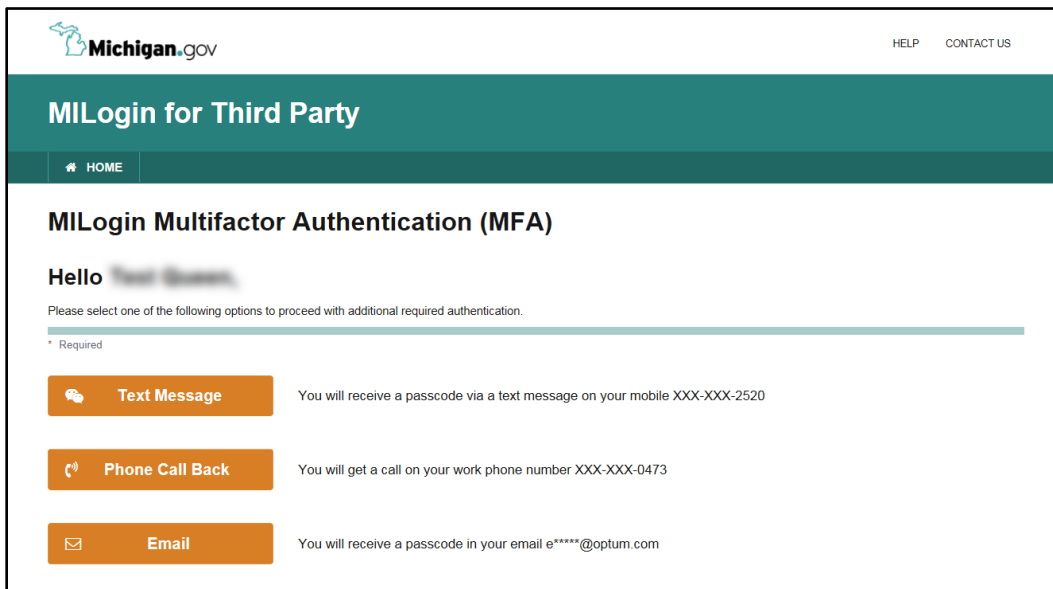 Michigan.gov
HELP CONTACT US
MILogin for Third Party
HOME
MILogin Multifactor Authentication (MFA)
Hello
Please select one of the following options to proceed with additional required authentication.
* Required
Text Message You will receive a passcode via a text message on your mobile XXX-XXX-2520
Phone Call Back You will get a call on your work phone number XXX-XXX-0473
Email You will receive a passcode in your email e*****@optum.com